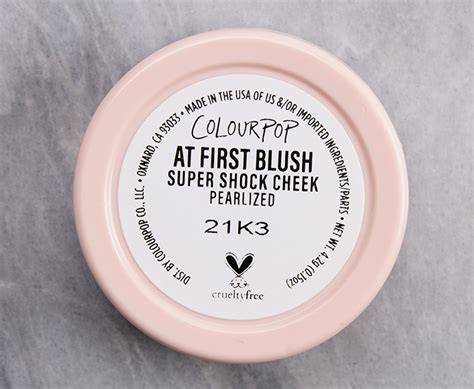 DIST. BY COLOURPOP CO., LLC. • OXNARD, CA 93033 • MADE IN THE USA OF US &/OR IMPORTED INGREDIENTS/PARTS • NET WT. 4.2g (0.15oz)
COLOURPOP
AT FIRST BLUSH
SUPER SHOCK CHEEK
PEARLIZED
21K3
crueltyfree